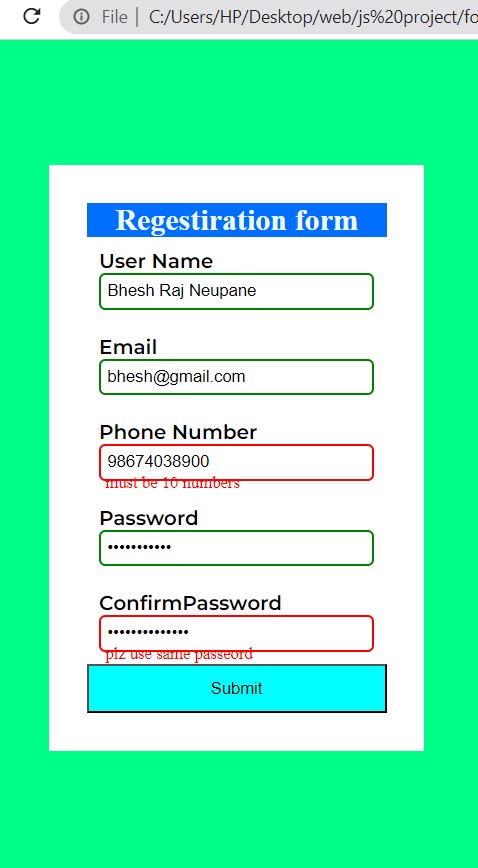 File | C:/Users/HP/Desktop/web/js%20project/fo
Regestiration form
User Name
Bhesh Raj Neupane
Email
bhesh@gmail.com
Phone Number
98674038900
must be 10 numbers
Password
•••••••••••
ConfirmPassword
••••••••••••••
plz use same passeord
Submit